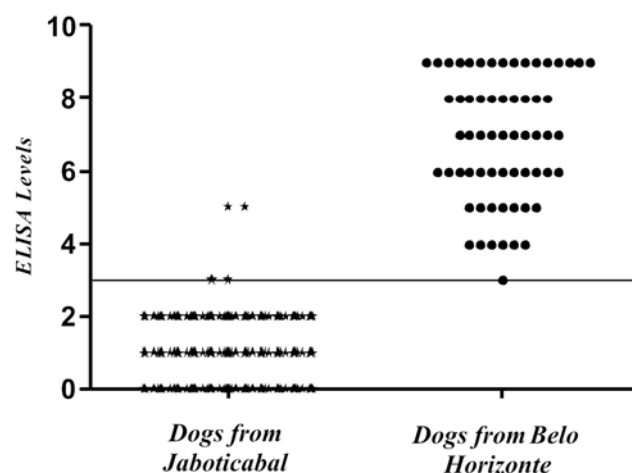 10
8
6
4
2
0
ELISA Levels
Dogs from
Jaboticabal
Dogs from Belo
Horizonte